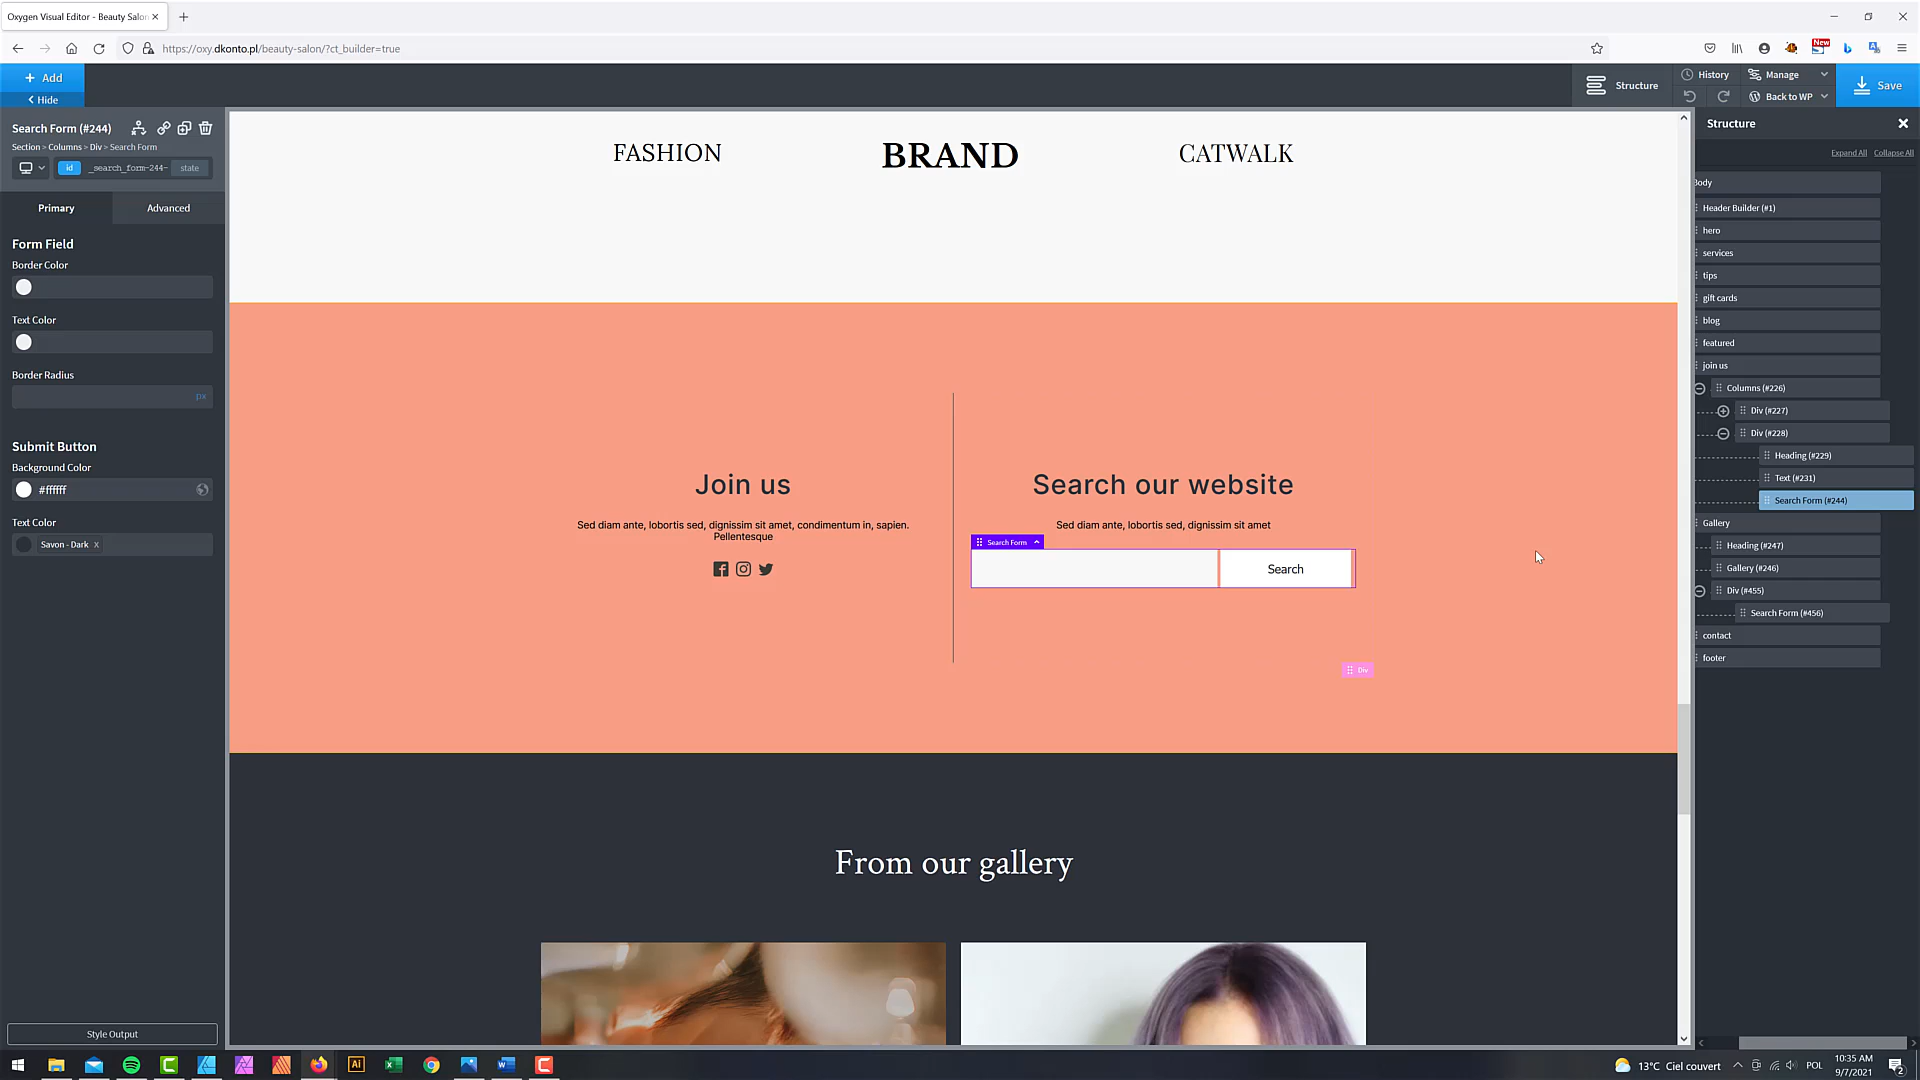 Oxygen Visual Editor - Beauty Salon
https://oxy.dkonto.pl/beauty-salon/?ct_builder=true
New
+ Add
Hide
Structure
History
Manage
Back to WP
Save
Search Form (#244)
Section > Columns > Div > Search Form
id
_search_form-244-
state
Primary
Advanced
Form Field
Border Color
Text Color
Border Radius
px
Submit Button
Background Color
#ffffff
Text Color
Savon - Dark x
Style Output
FASHION
BRAND
CATWALK
Join us
Sed diam ante, lobortis sed, dignissim sit amet, condimentum in, sapien.
Pellentesque
Search our website
Sed diam ante, lobortis sed, dignissim sit amet
Search Form
Search
Div
From our gallery
Structure
Expand All
Collapse All
Body
Header Builder (#1)
hero
services
tips
gift cards
blog
featured
join us
Columns (#226)
Div (#227)
Div (#228)
Heading (#229)
Text (#231)
Search Form (#244)
Gallery
Heading (#247)
Gallery (#246)
Div (#455)
Search Form (#456)
contact
footer
Ai
13°C Ciel couvert
POL
10:35 AM
9/7/2021
2